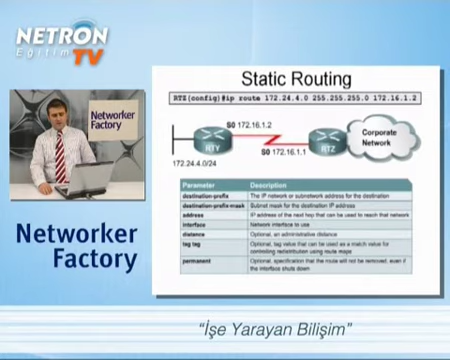 NETRON
Eğitim TV
Networker
Factory
Networker
Factory
Static Routing
RTZ(config)#ip route 172.24.4.0 255.255.255.0 172.16.1.2
S0 172.16.1.2
RTY
172.24.4.0/24
S0 172.16.1.1
RTZ
Corporate
Network
Parameter Description
destination-prefix The IP network or subnetwork address for the destination
destination-prefix-mask Subnet mask for the destination IP address
address IP address of the next hop that can be used to reach that network
interface Network interface to use
distance Optional, an administrative distance
tag tag Optional, tag value that can be used as a match value for
controlling redistribution using route maps
permanent Optional, specification that the route will not be removed, even if
the interface shuts down
“İşe Yarayan Bilişim”